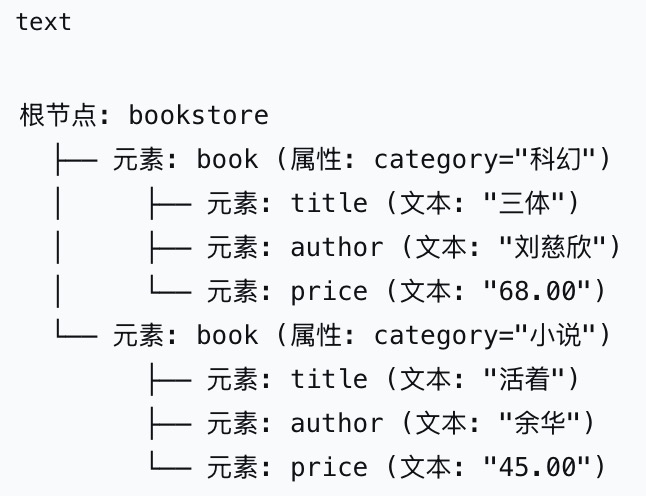 text
根节点: bookstore
├── 元素: book (属性: category="科幻")
│     ├── 元素: title (文本: "三体")
│     ├── 元素: author (文本: "刘慈欣")
│     └── 元素: price (文本: "68.00")
└── 元素: book (属性: category="小说")
      ├── 元素: title (文本: "活着")
      ├── 元素: author (文本: "余华")
      └── 元素: price (文本: "45.00")